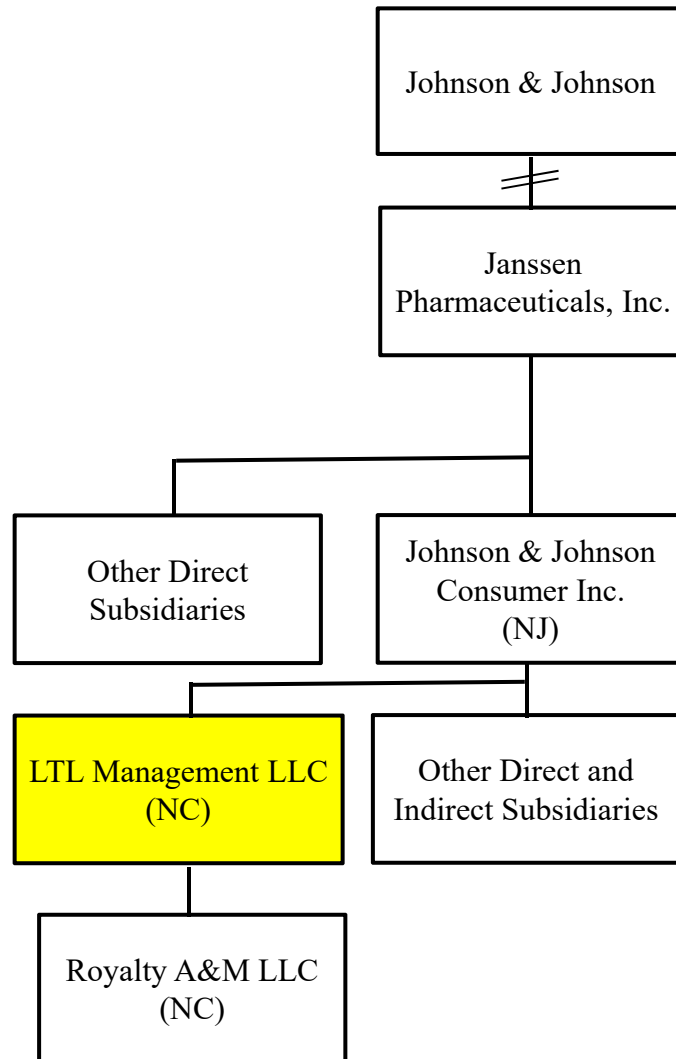 Johnson & Johnson
Janssen
Pharmaceuticals, Inc.
Other Direct
Subsidiaries
Johnson & Johnson
Consumer Inc.
(NJ)
LTL Management LLC
(NC)
Other Direct and
Indirect Subsidiaries
Royalty A&M LLC
(NC)